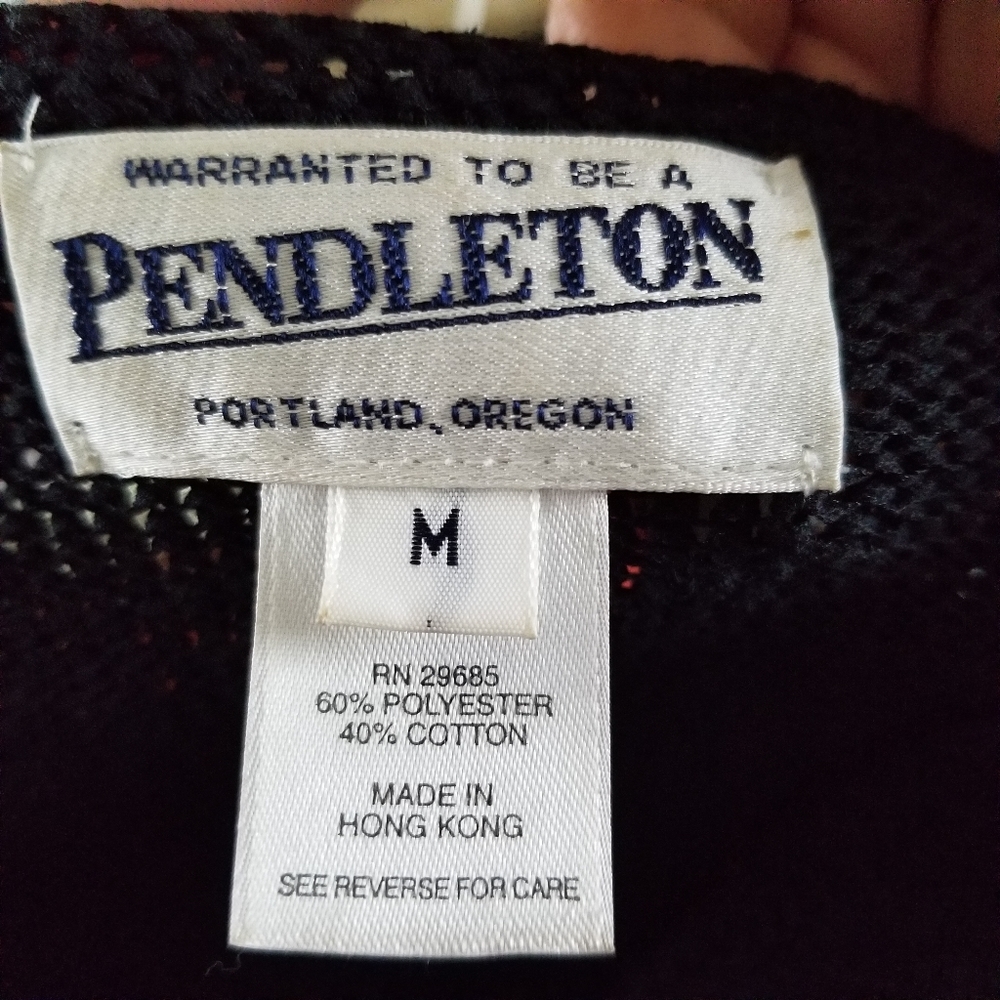 WARRANTED TO BE A
PENDLETON
PORTLAND, OREGON
M
RN 29685
60% POLYESTER
40% COTTON
MADE IN
HONG KONG
SEE REVERSE FOR CARE